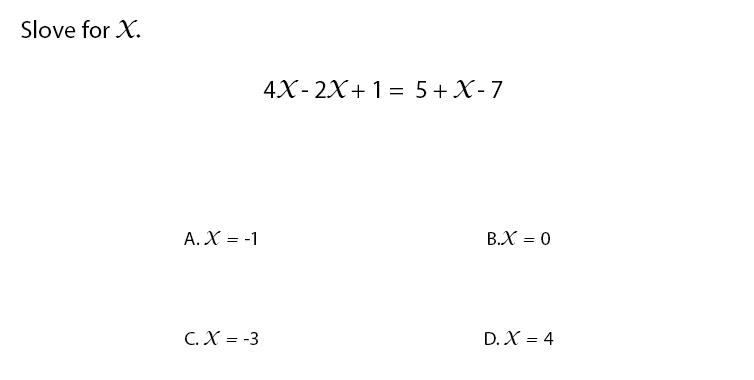 Slove for X.
4X - 2X + 1 = 5 + X - 7
A. X = -1
B.X = 0
C. X = -3
D. X = 4